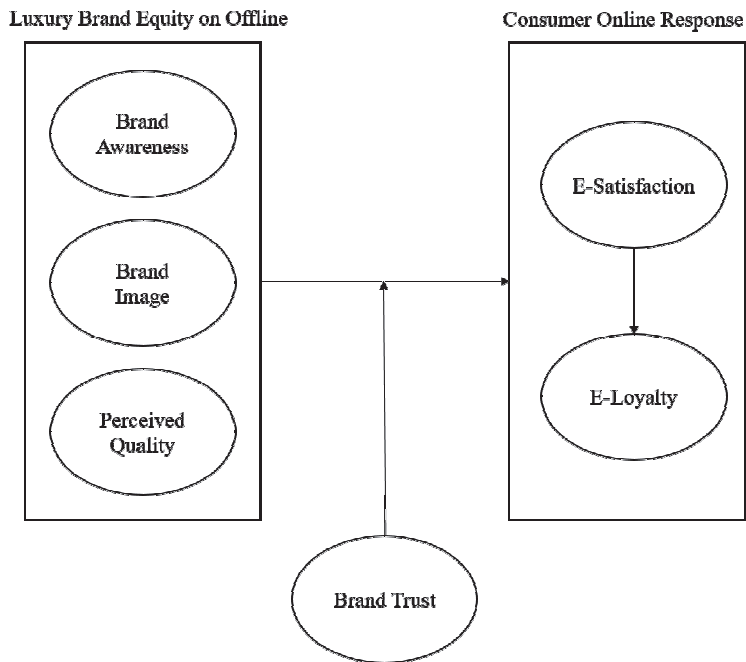 Luxury Brand Equity on Offline
Brand
Awareness
Brand
Image
Perceived
Quality
Consumer Online Response
E-Satisfaction
E-Loyalty
Brand Trust